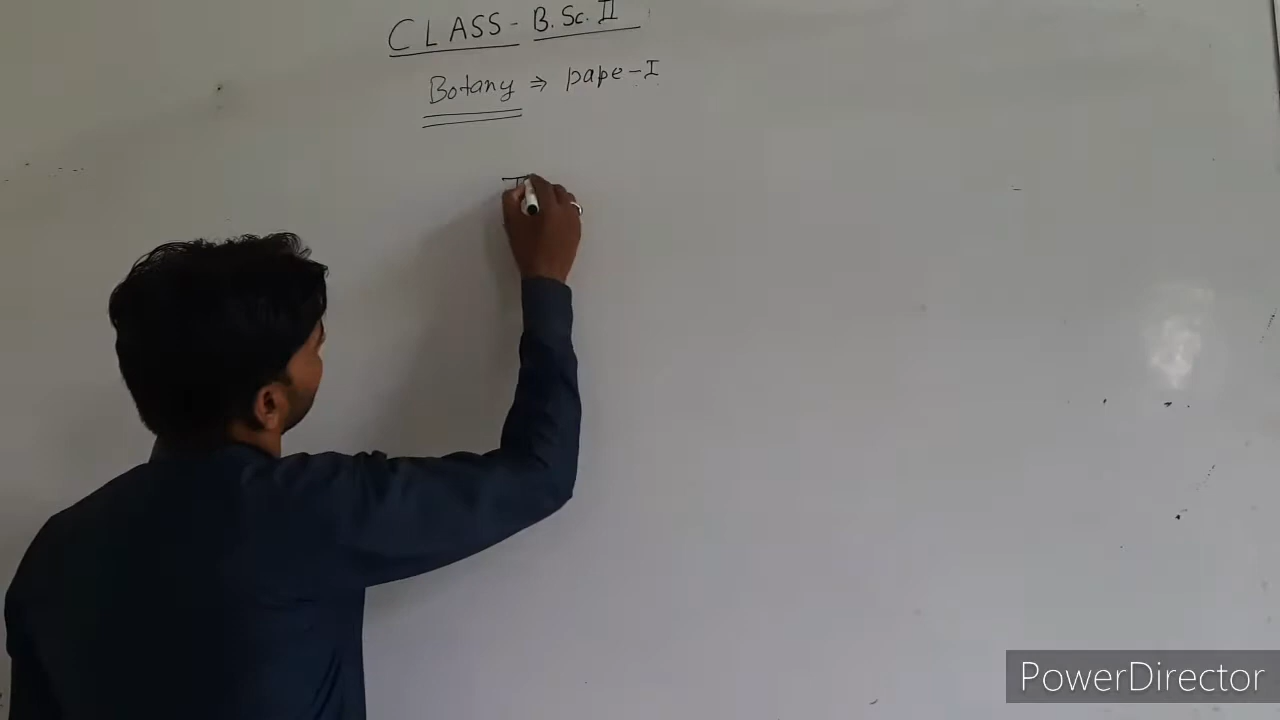 CLASS - B.Sc. II
Botany ⇒ pape - I
T
PowerDirector